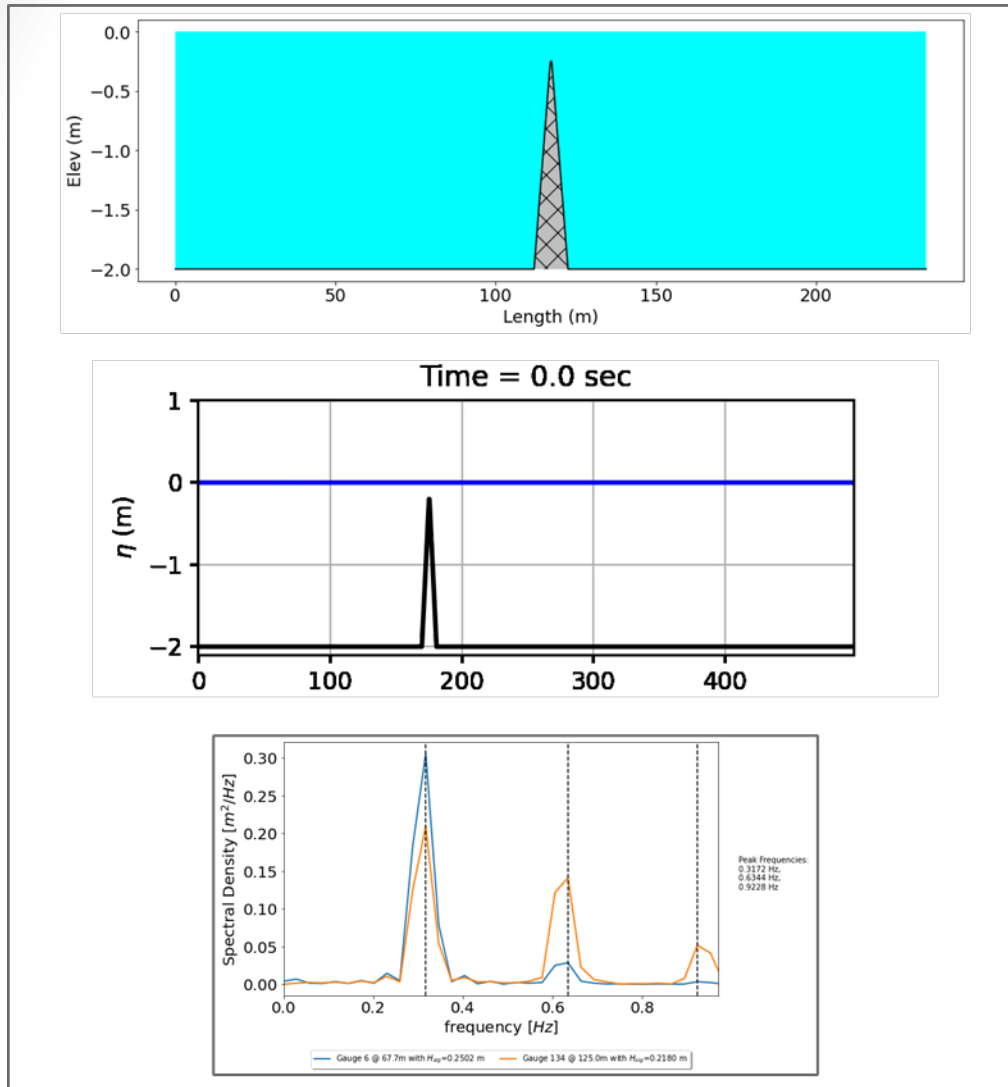 0.0
−0.5
−1.0
−1.5
−2.0
Elev (m)
0 50 100 150 200
Length (m)
Time = 0.0 sec
1
0
−1
−2
η (m)
0 100 200 300 400
0.30
0.25
0.20
0.15
0.10
0.05
0.00
Spectral Density [m²/Hz]
0.0 0.2 0.4 0.6 0.8
frequency [Hz]
Peak Frequencies:
0.3172 Hz,
0.6344 Hz,
0.9228 Hz
Gauge 6 @ 67.7m with Hsig=0.2502 m Gauge 134 @ 125.0m with Hsig=0.2180 m